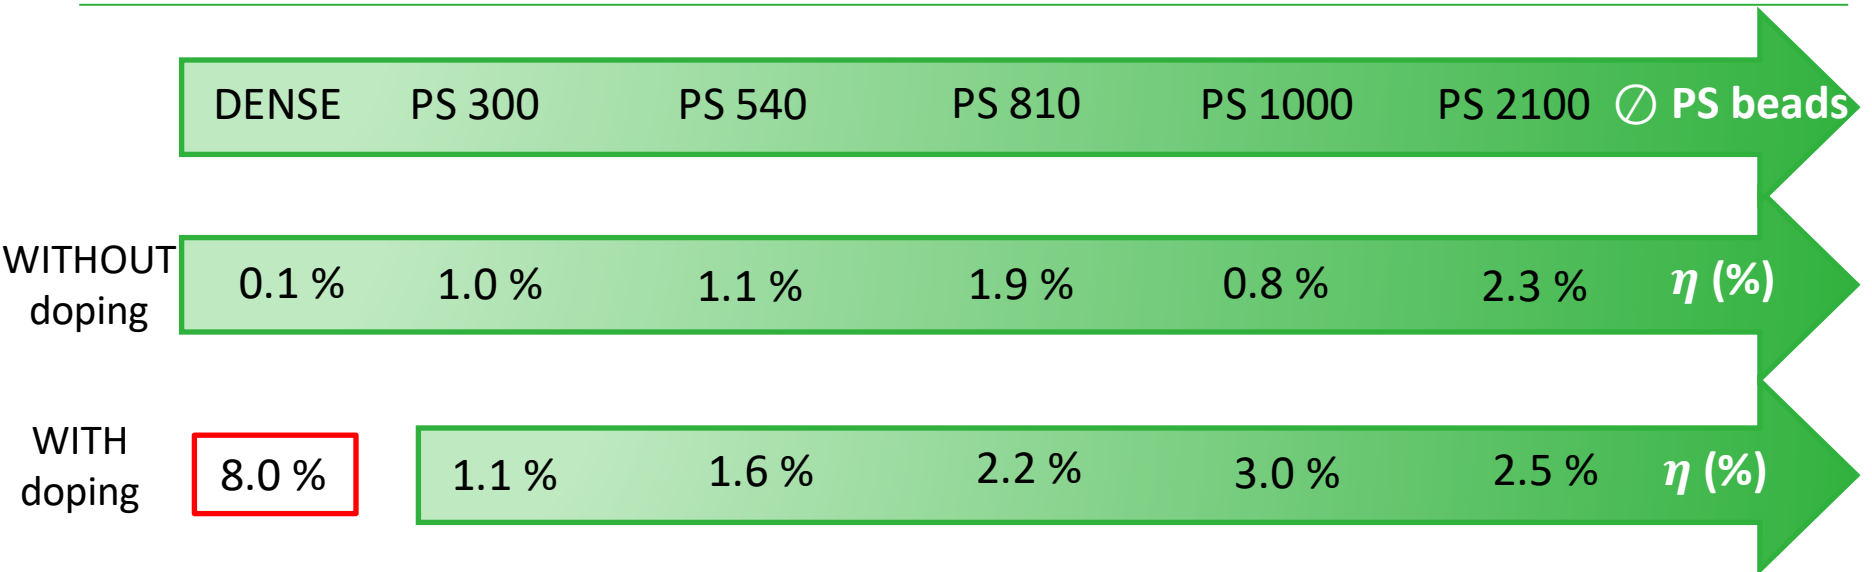 DENSE PS 300 PS 540 PS 810 PS 1000 PS 2100 ∅ PS beads
WITHOUT
doping
0.1 % 1.0 % 1.1 % 1.9 % 0.8 % 2.3 % η (%)
WITH
doping
8.0 % 1.1 % 1.6 % 2.2 % 3.0 % 2.5 % η (%)